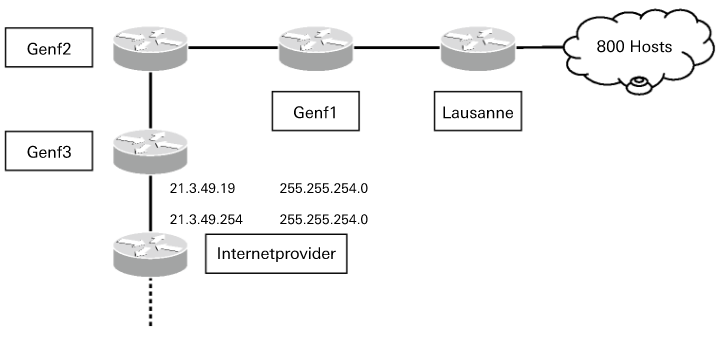 Genf2
800 Hosts
Genf1
Lausanne
Genf3
21.3.49.19 255.255.254.0
21.3.49.254 255.255.254.0
Internetprovider